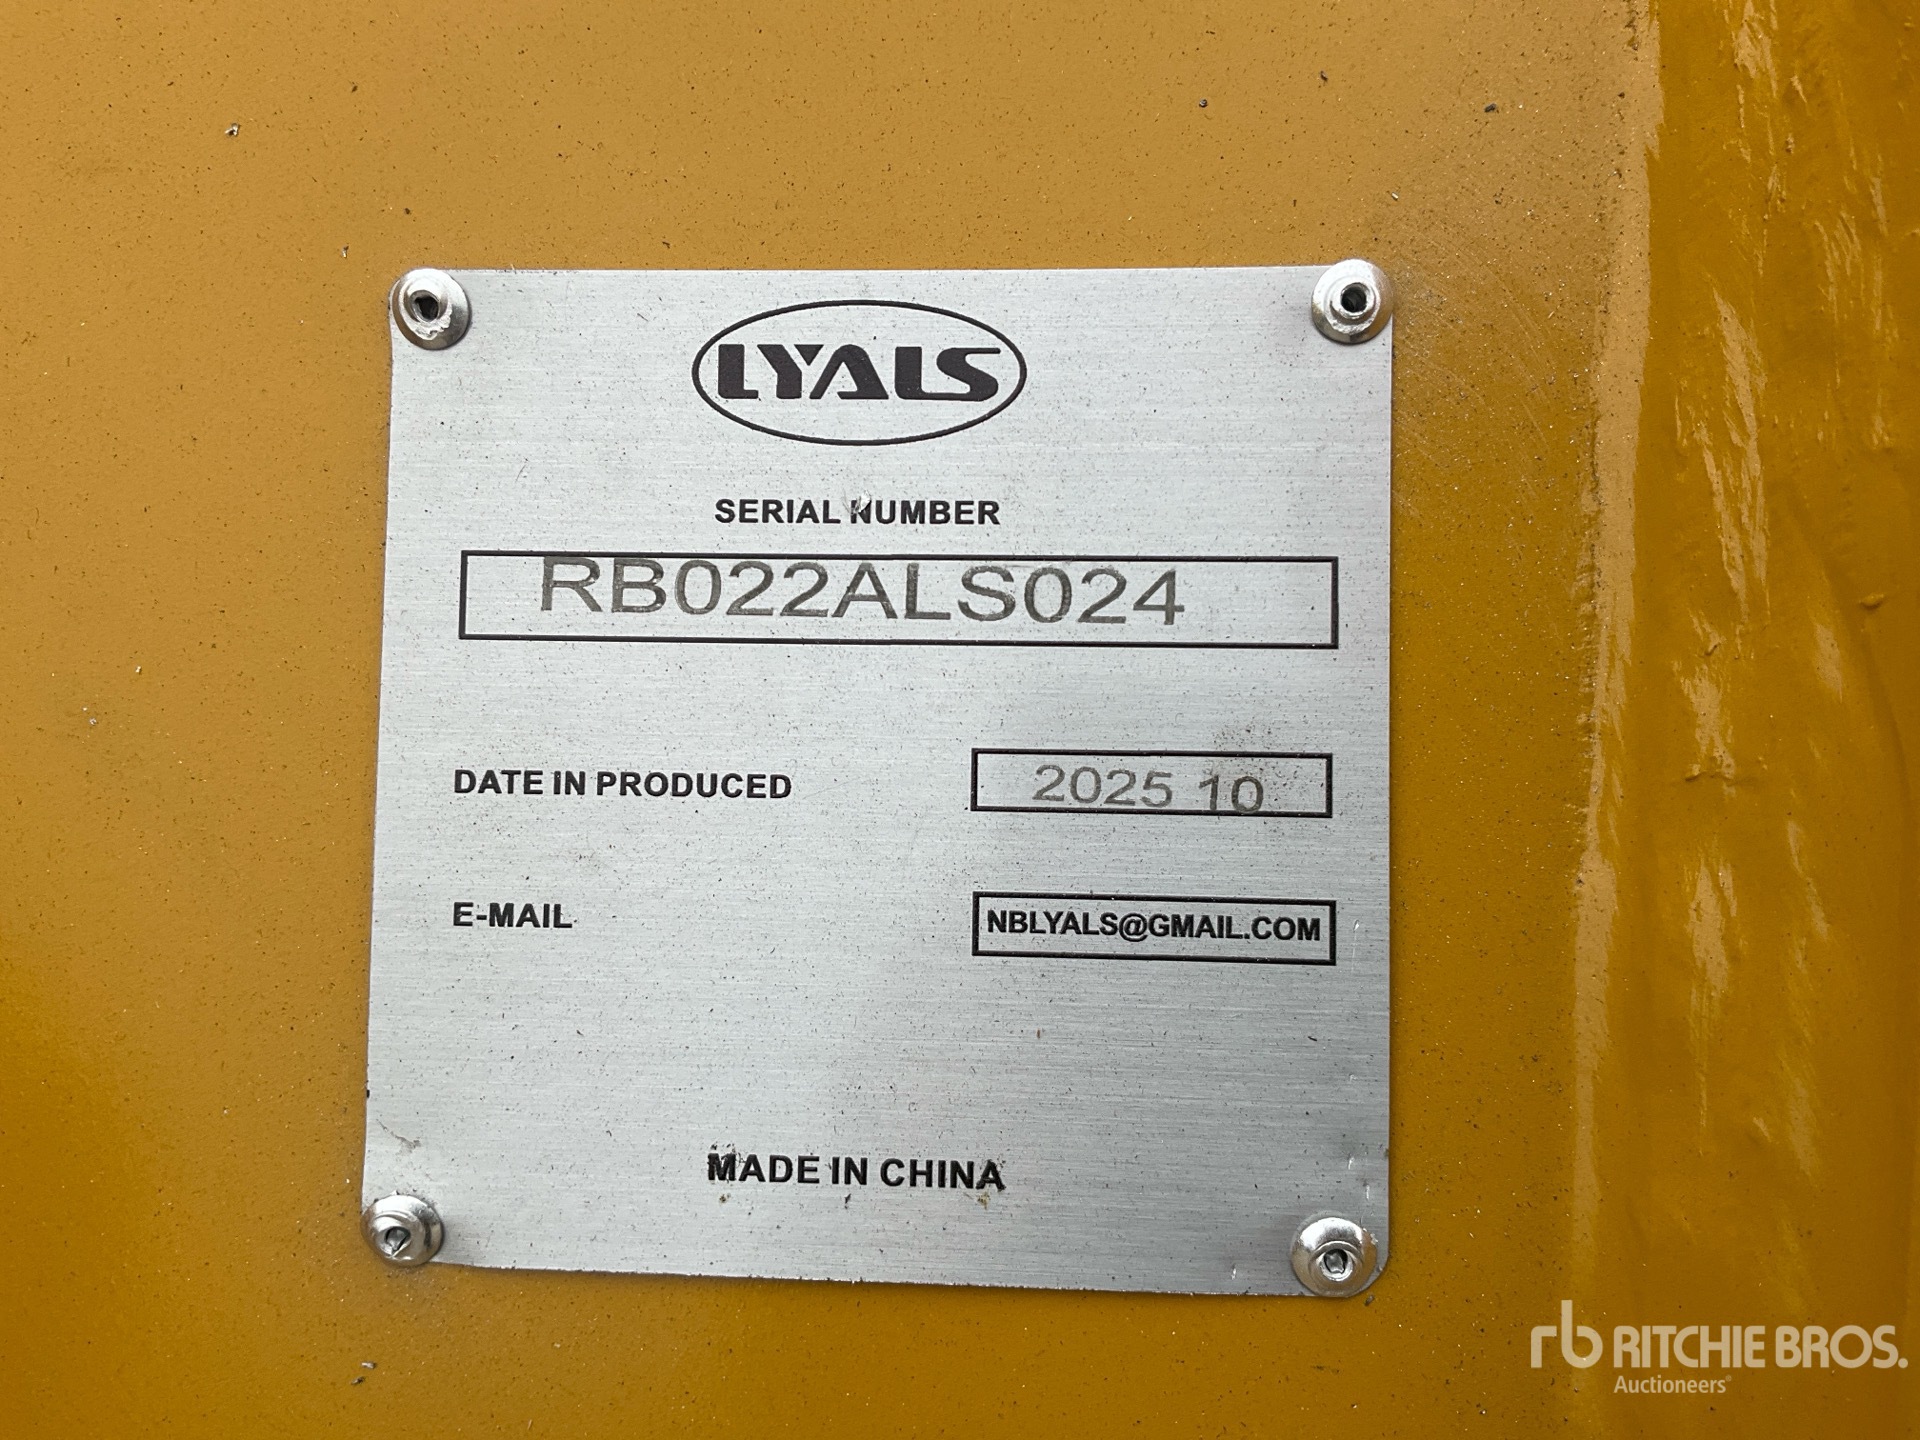 LYALS
SERIAL NUMBER
RB022ALS024
DATE IN PRODUCED
2025 10
E-MAIL
NBLYALS@GMAIL.COM
MADE IN CHINA
rb RITCHIE BROS.
Auctioneers®